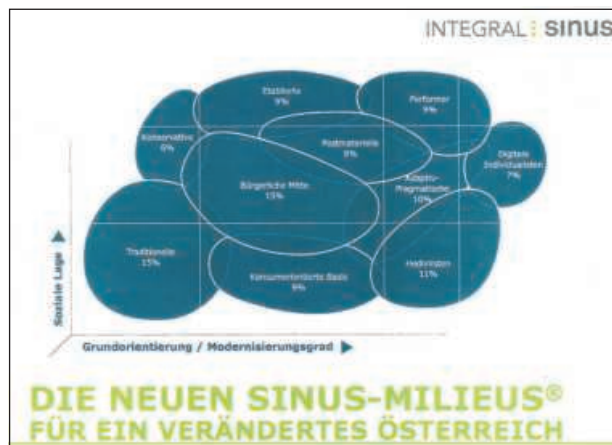 INTEGRAL sinus
Etablierte
9%
Performer
9%
Konservative
6%
Postmaterielle
9%
Digitale
Individualisten
7%
Bürgerliche Mitte
15%
Adaptiv-
Pragmatische
10%
Traditionelle
15%
Konsumorientierte Basis
9%
Hedonisten
11%
Soziale Lage
Grundorientierung / Modernisierungsgrad
DIE NEUEN SINUS-MILIEUS®
FÜR EIN VERÄNDERTES ÖSTERREICH